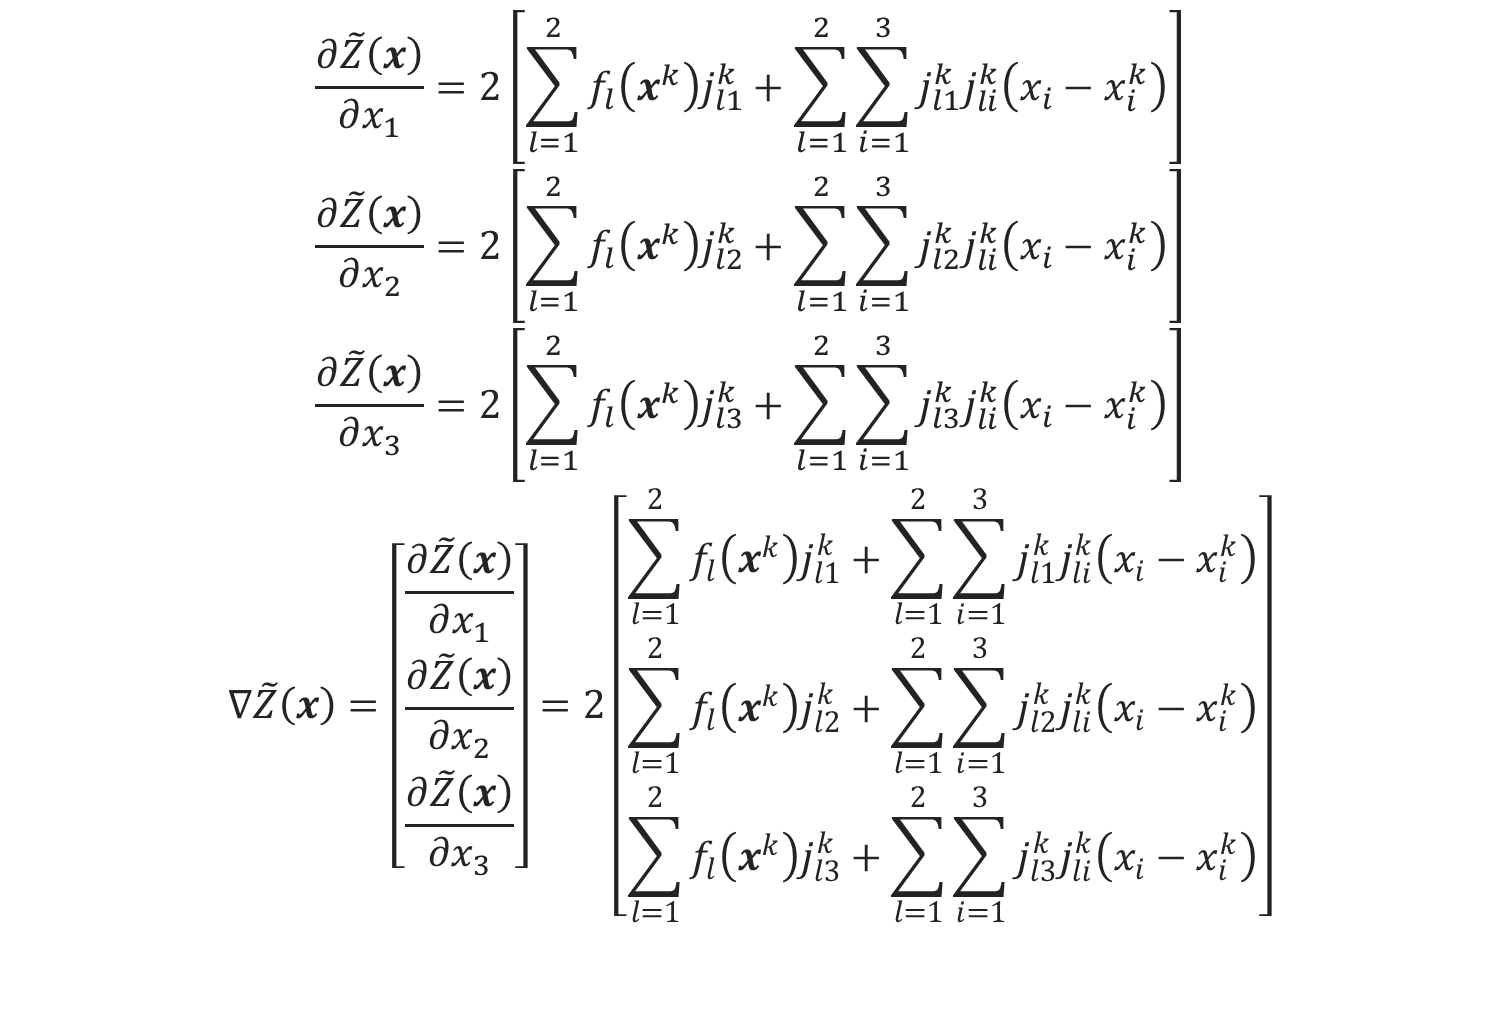 ∂Z̃(𝒙)/∂x₁ = 2 [∑_{l=1}^{2} f_l(𝒙^k) j_{l1}^k + ∑_{l=1}^{2} ∑_{i=1}^{3} j_{l1}^k j_{li}^k (x_i − x_i^k)]
∂Z̃(𝒙)/∂x₂ = 2 [∑_{l=1}^{2} f_l(𝒙^k) j_{l2}^k + ∑_{l=1}^{2} ∑_{i=1}^{3} j_{l2}^k j_{li}^k (x_i − x_i^k)]
∂Z̃(𝒙)/∂x₃ = 2 [∑_{l=1}^{2} f_l(𝒙^k) j_{l3}^k + ∑_{l=1}^{2} ∑_{i=1}^{3} j_{l3}^k j_{li}^k (x_i − x_i^k)]
∇Z̃(𝒙) = [∂Z̃(𝒙)/∂x₁; ∂Z̃(𝒙)/∂x₂; ∂Z̃(𝒙)/∂x₃] = 2 [∑_{l=1}^{2} f_l(𝒙^k) j_{l1}^k + ∑_{l=1}^{2} ∑_{i=1}^{3} j_{l1}^k j_{li}^k (x_i − x_i^k); ∑_{l=1}^{2} f_l(𝒙^k) j_{l2}^k + ∑_{l=1}^{2} ∑_{i=1}^{3} j_{l2}^k j_{li}^k (x_i − x_i^k); ∑_{l=1}^{2} f_l(𝒙^k) j_{l3}^k + ∑_{l=1}^{2} ∑_{i=1}^{3} j_{l3}^k j_{li}^k (x_i − x_i^k)]